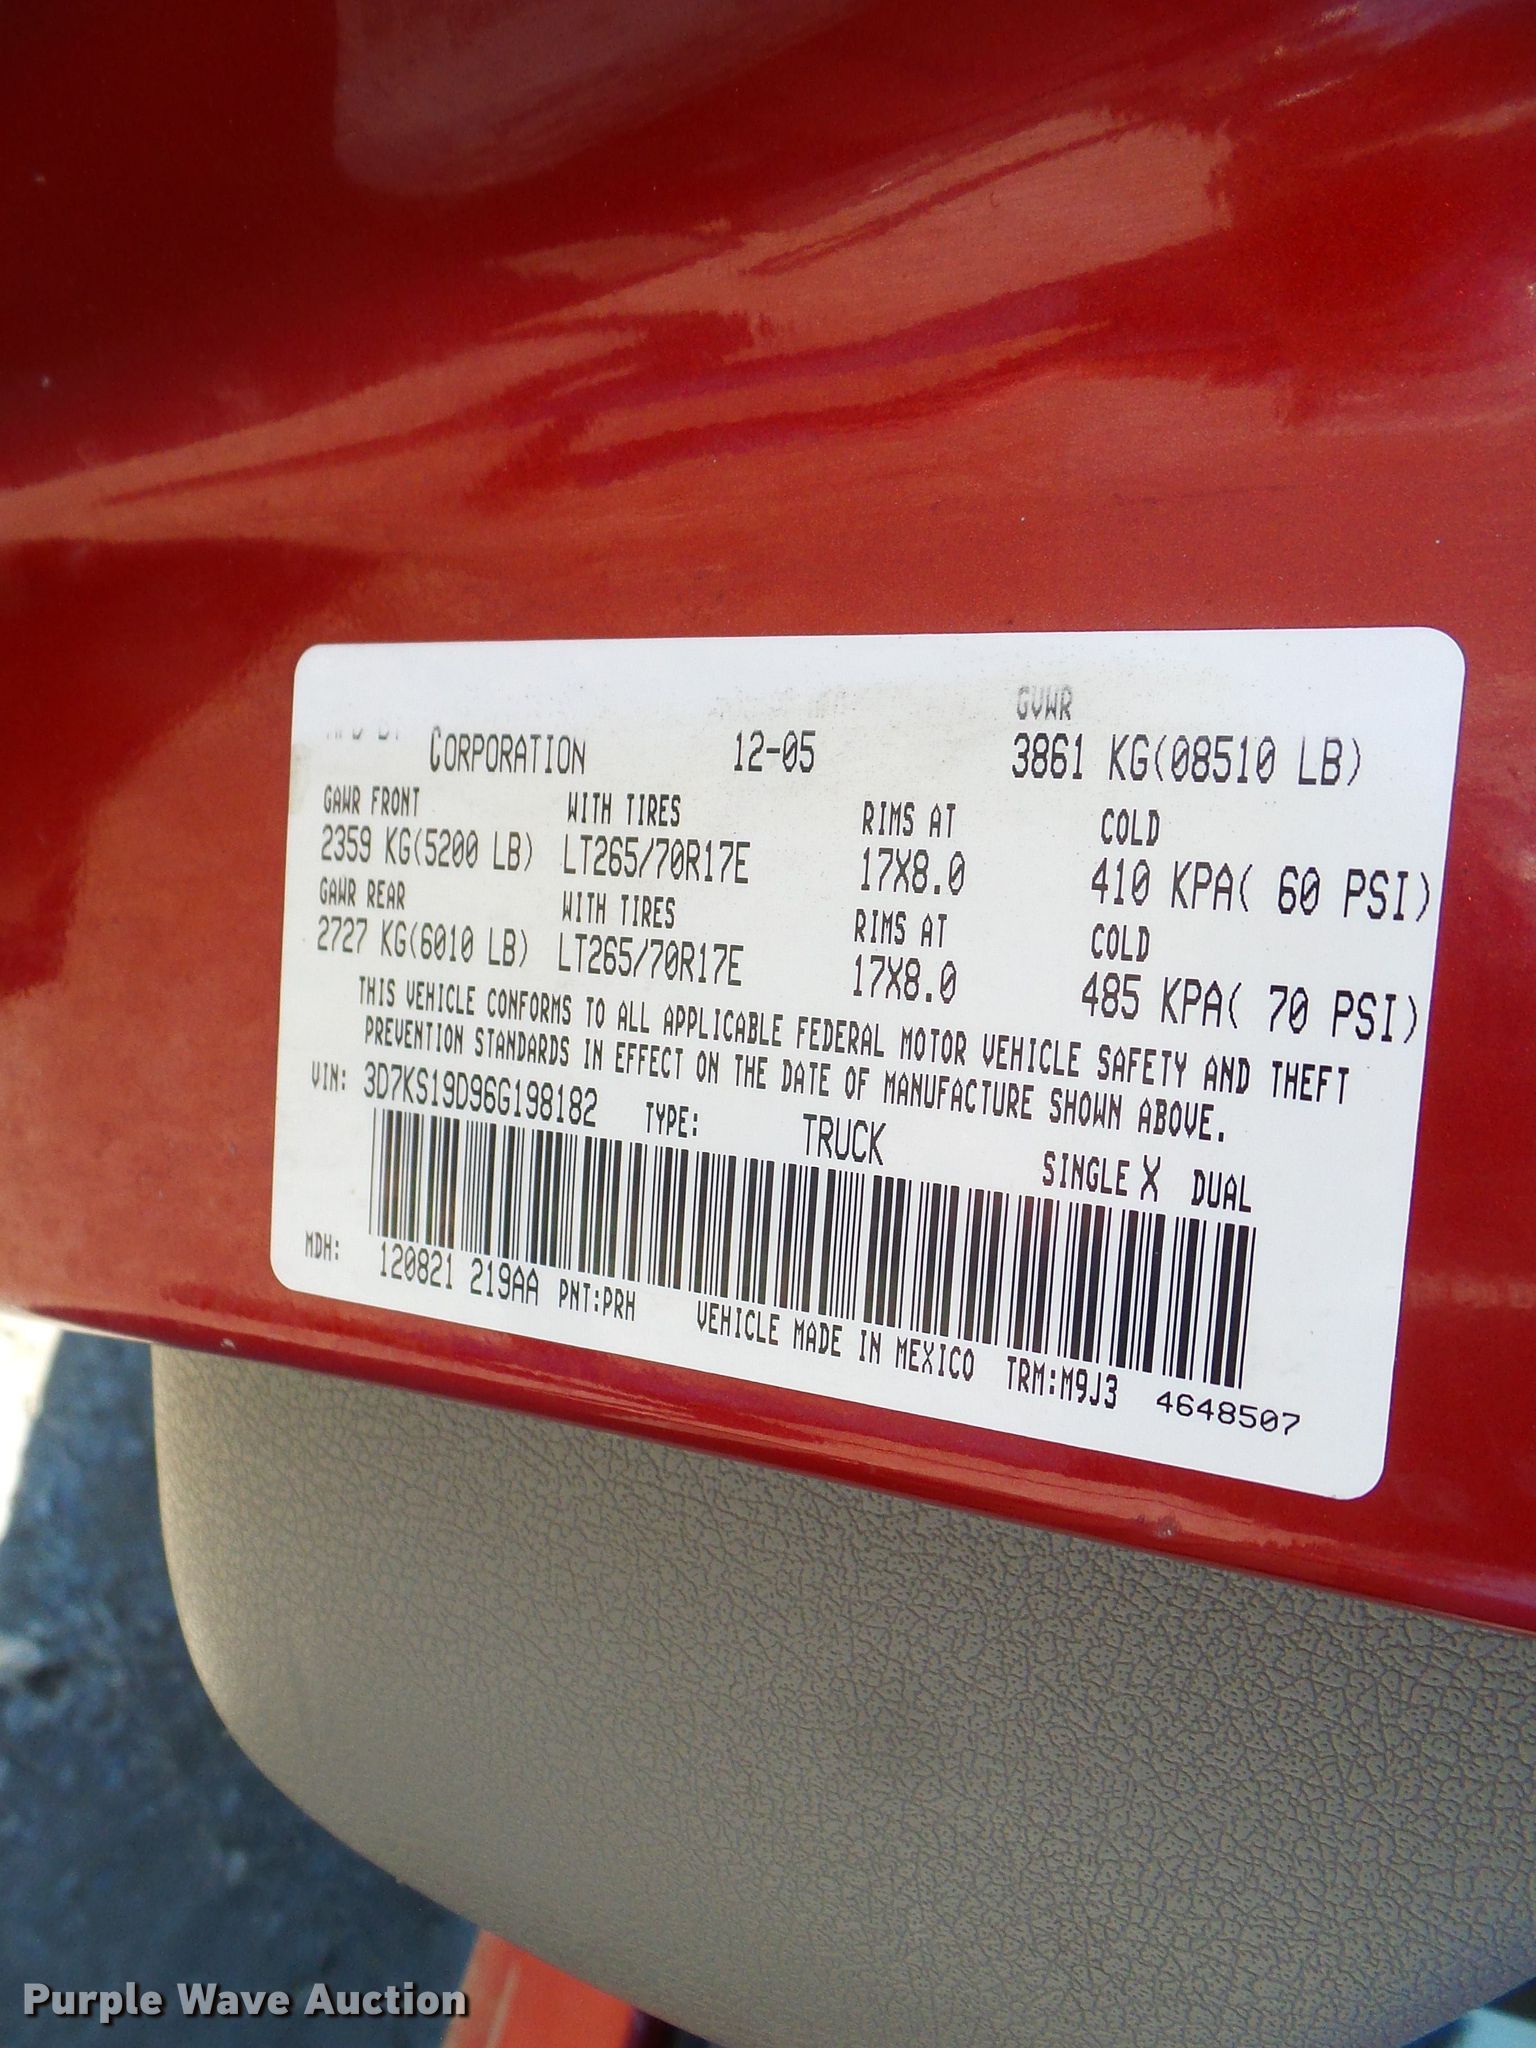 GVWR
CORPORATION 12-05 3861 KG(08510 LB)
GAWR FRONT WITH TIRES RIMS AT COLD
2359 KG(5200 LB) LT265/70R17E 17X8.0 410 KPA( 60 PSI)
GAWR REAR WITH TIRES RIMS AT COLD
2727 KG(6010 LB) LT265/70R17E 17X8.0 485 KPA( 70 PSI)
THIS VEHICLE CONFORMS TO ALL APPLICABLE FEDERAL MOTOR VEHICLE SAFETY AND THEFT
PREVENTION STANDARDS IN EFFECT ON THE DATE OF MANUFACTURE SHOWN ABOVE.
VIN: 3D7KS19D96G198182 TYPE: TRUCK SINGLE X DUAL
MDH: 120821 219AA PNT:PRH VEHICLE MADE IN MEXICO TRM:M9J3 4648507
Purple Wave Auction